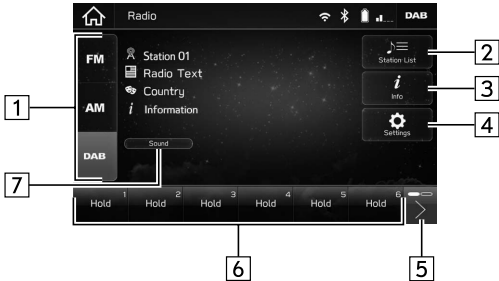 Radio DAB
FM
AM
DAB
Station 01
Radio Text
Country
i Information
Sound
Station List
i
Info
Settings
1 2 3 4 5 6
Hold Hold Hold Hold Hold Hold
1
2
3
4
5
6
7